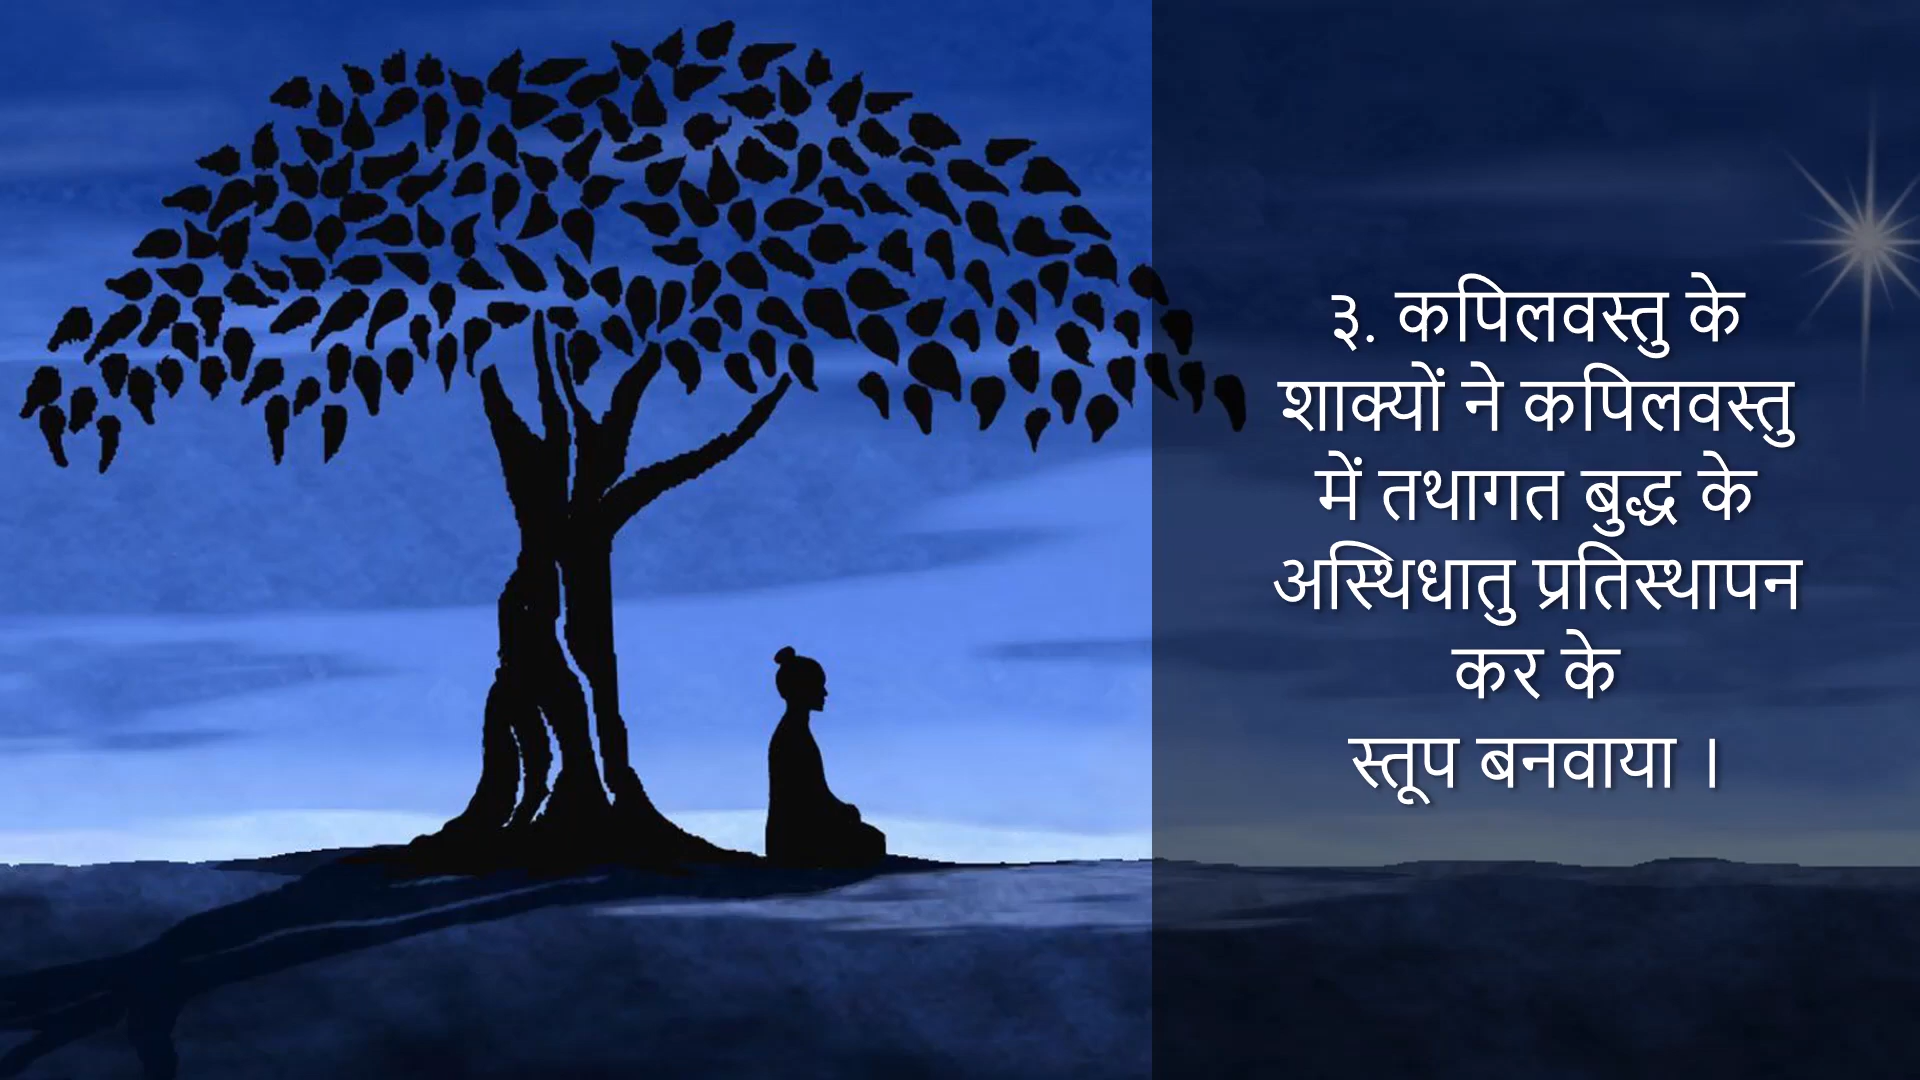 ३. कपिलवस्तु के
शाक्यों ने कपिलवस्तु
में तथागत बुद्ध के
अस्थिधातु प्रतिस्थापन
कर के
स्तूप बनवाया ।